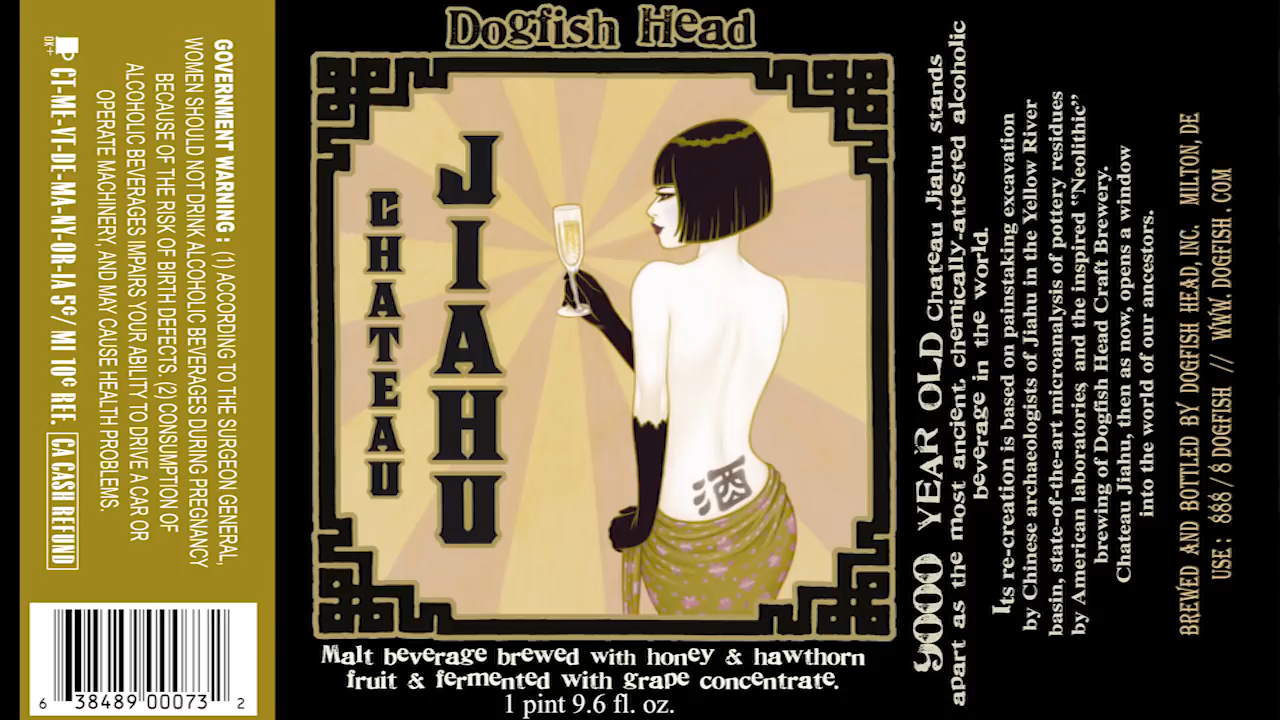 GOVERNMENT WARNING : (1) ACCORDING TO THE SURGEON GENERAL,
WOMEN SHOULD NOT DRINK ALCOHOLIC BEVERAGES DURING PREGNANCY
BECAUSE OF THE RISK OF BIRTH DEFECTS. (2) CONSUMPTION OF
ALCOHOLIC BEVERAGES IMPAIRS YOUR ABILITY TO DRIVE A CAR OR
OPERATE MACHINERY, AND MAY CAUSE HEALTH PROBLEMS.
CT-ME-VT-DE-MA-NY-OR-IA 5¢/ MI 10¢ REF. CA CASH REFUND
OK+
6 38489 00073 2
Dogfish Head
CHATEAU
JIAHU
酒
Malt beverage brewed with honey & hawthorn
fruit & fermented with grape concentrate.
1 pint 9.6 fl. oz.
9000 YEAR OLD Chateau Jiahu stands
apart as the most ancient chemically-attested alcoholic
beverage in the world.
Its re-creation is based on painstaking excavation
by Chinese archaeologists of Jiahu in the Yellow River
basin, state-of-the-art microanalysis of pottery residues
by American laboratories, and the inspired "Neolithic"
brewing of Dogfish Head Craft Brewery.
Chateau Jiahu, then as now, opens a window
into the world of our ancestors.
BREWED AND BOTTLED BY DOGFISH HEAD, INC. MILTON, DE
USE : 888 / 8 DOGFISH // WWW. DOGFISH . COM